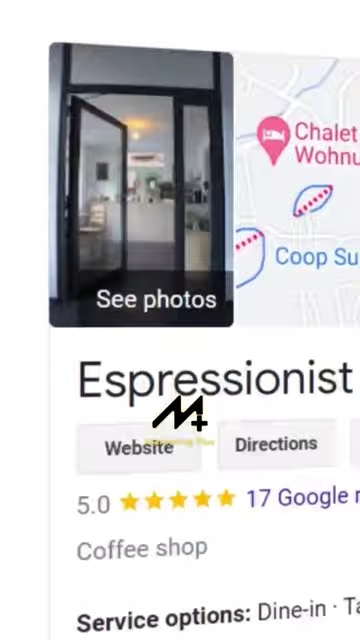 Chalet
Wohnu
Coop Su
See photos
Espressionist
Website
Directions
5.0
17 Google r
Coffee shop
Service options: Dine-in · Ta